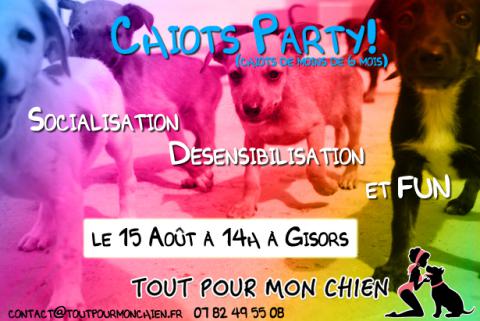 Chiots Party!
(chiots de moins de 6 mois)
Socialisation
Desensibilisation
et FUN
le 15 Août à 14h à Gisors
TOUT POUR MON CHIEN
contact@toutpourmonchien.fr 07 82 49 55 08